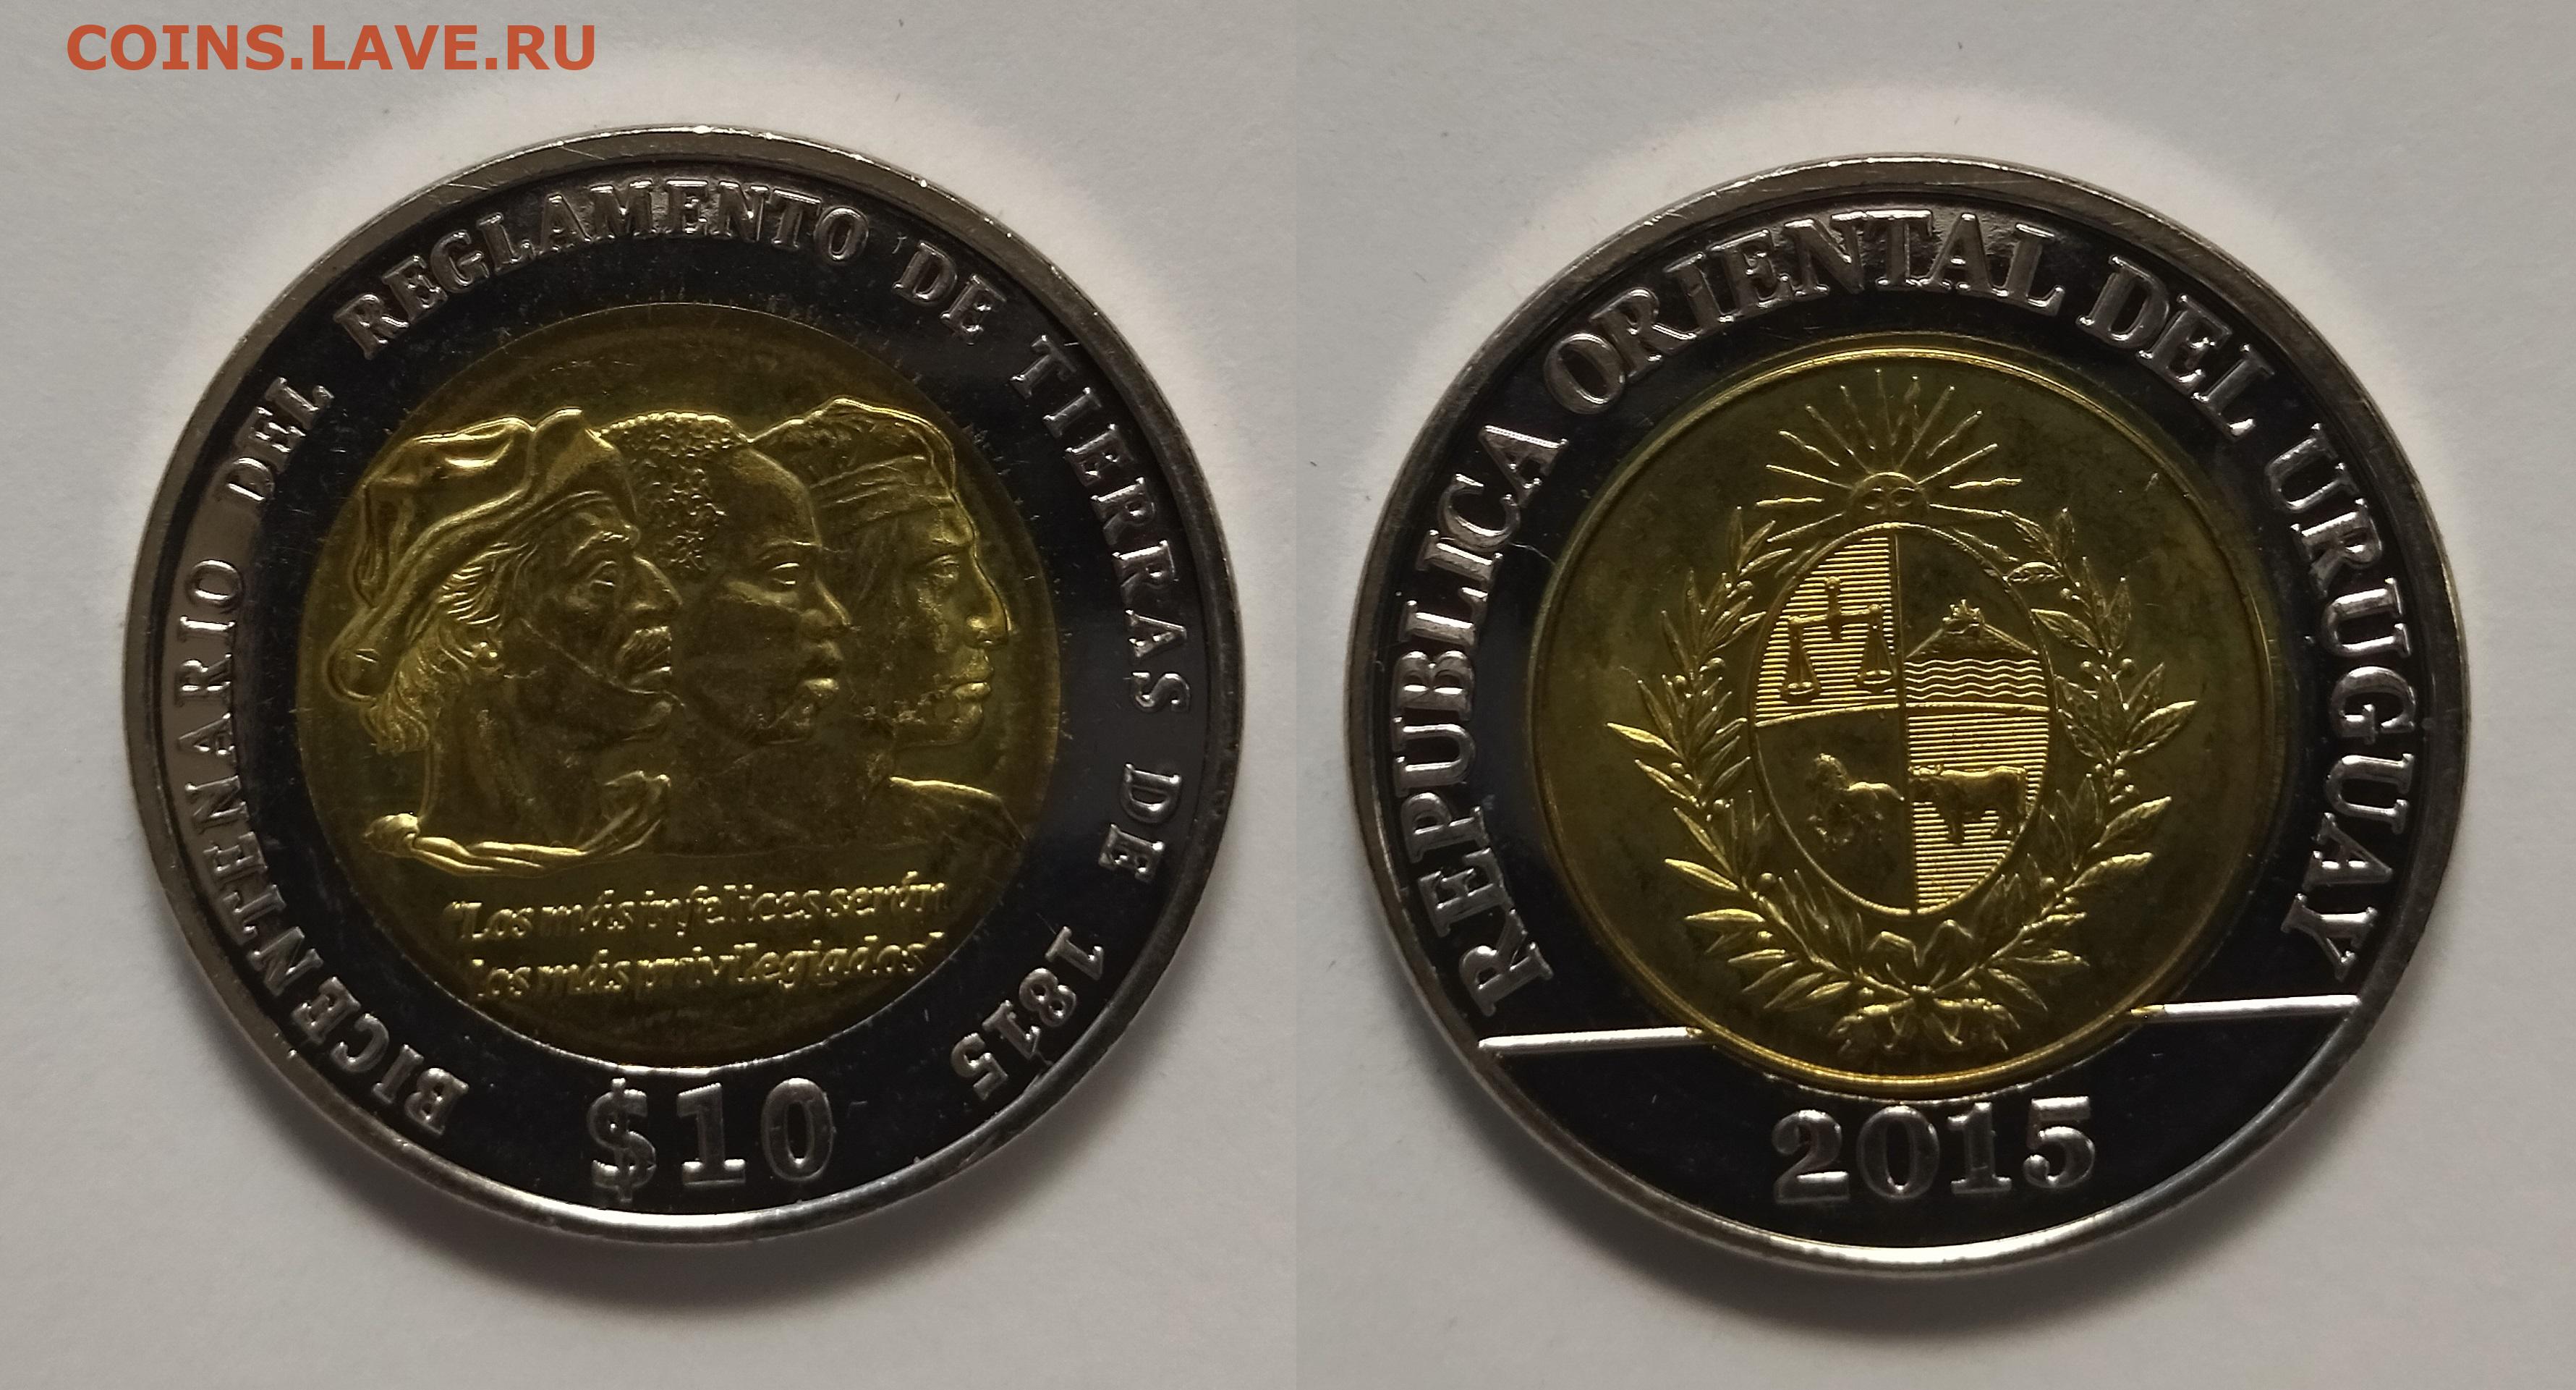 COINS.LAVE.RU
BICENTENARIO DEL REGLAMENTO DE TIERRAS DE 1815
"Los más infelices serán
los más privilegiados"
$10
REPUBLICA ORIENTAL DEL URUGUAY
2015